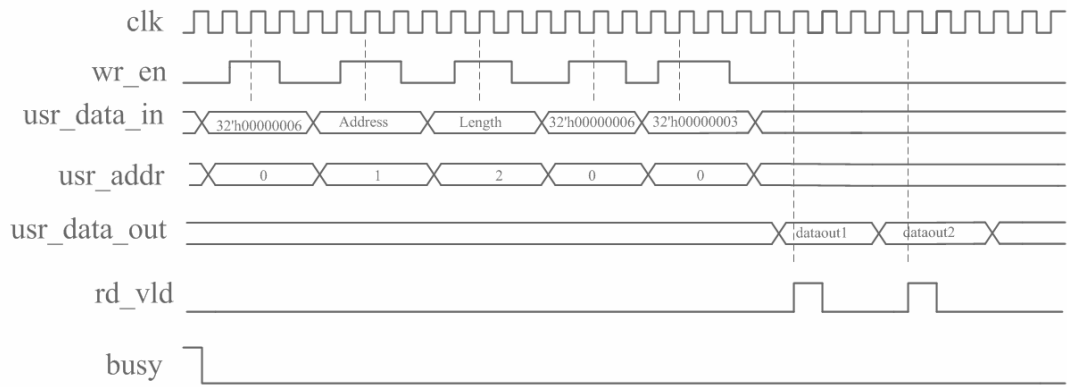 clk
wr_en
usr_data_in 32'h00000006 Address Length 32'h00000006 32'h00000003
usr_addr 0 1 2 0 0
usr_data_out dataout1 dataout2
rd_vld
busy